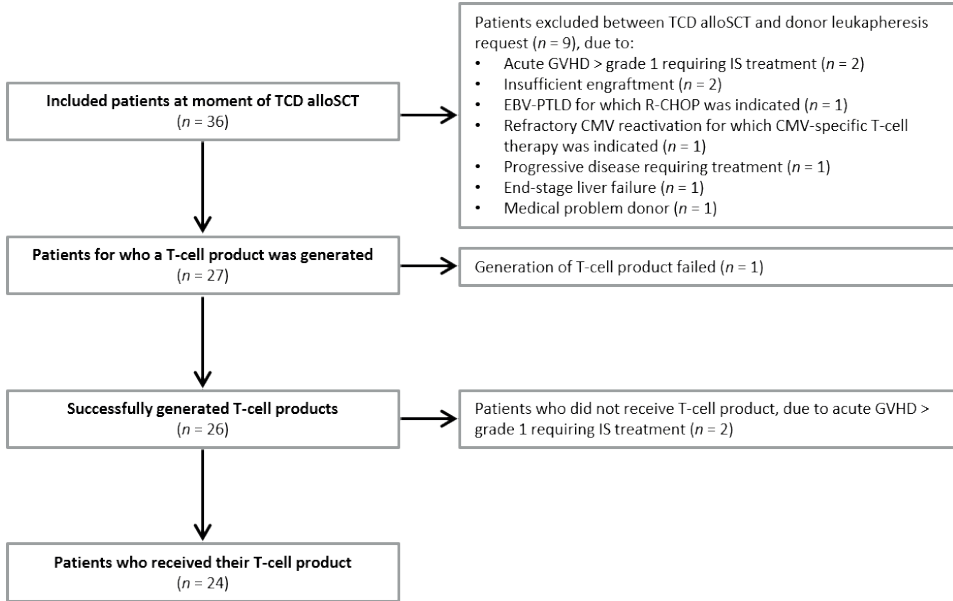 Included patients at moment of TCD alloSCT
(n = 36)
Patients excluded between TCD alloSCT and donor leukapheresis
request (n = 9), due to:
• Acute GVHD > grade 1 requiring IS treatment (n = 2)
• Insufficient engraftment (n = 2)
• EBV-PTLD for which R-CHOP was indicated (n = 1)
• Refractory CMV reactivation for which CMV-specific T-cell
therapy was indicated (n = 1)
• Progressive disease requiring treatment (n = 1)
• End-stage liver failure (n = 1)
• Medical problem donor (n = 1)
Patients for who a T-cell product was generated
(n = 27)
Generation of T-cell product failed (n = 1)
Successfully generated T-cell products
(n = 26)
Patients who did not receive T-cell product, due to acute GVHD >
grade 1 requiring IS treatment (n = 2)
Patients who received their T-cell product
(n = 24)